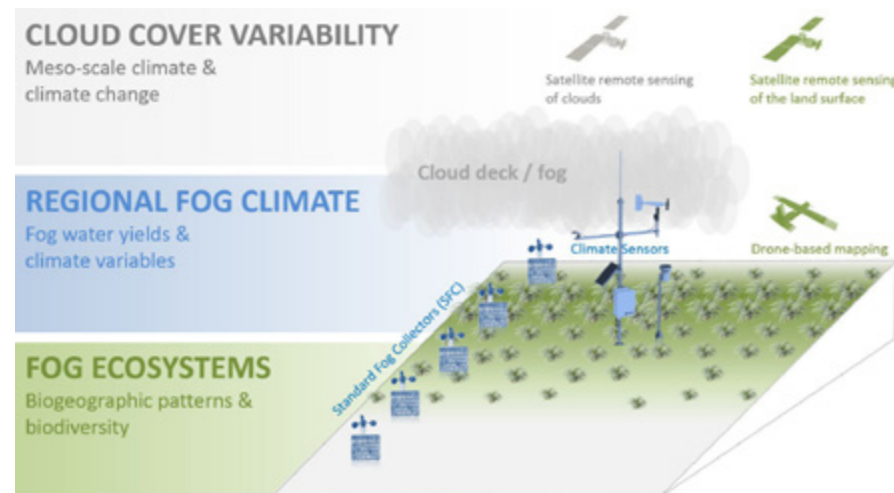 CLOUD COVER VARIABILITY
Meso-scale climate &
climate change
Satellite remote sensing
of clouds
Satellite remote sensing
of the land surface
Cloud deck / fog
REGIONAL FOG CLIMATE
Fog water yields &
climate variables
Climate Sensors
Drone-based mapping
Standard Fog Collectors (SFC)
FOG ECOSYSTEMS
Biogeographic patterns &
biodiversity